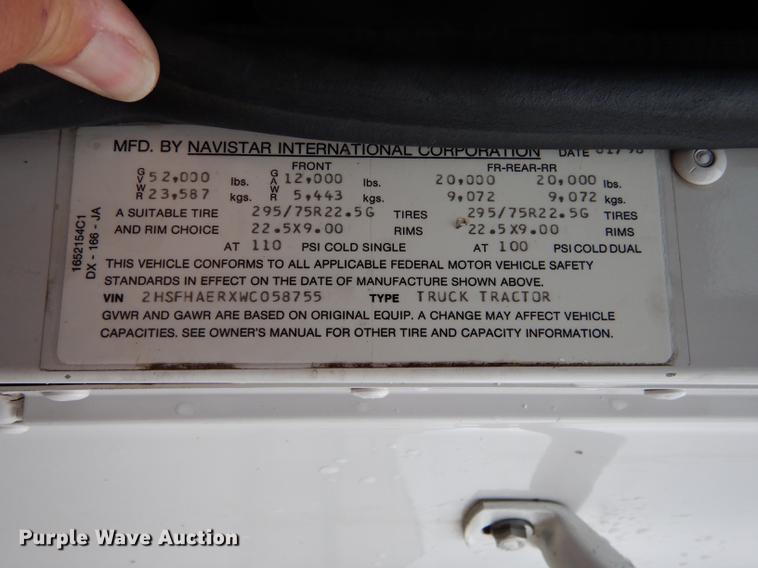 MFD. BY NAVISTAR INTERNATIONAL CORPORATION DATE 01/98
FRONT FR-REAR-RR
GVWR 52,000 lbs. GAWR 12,000 20,000 20,000 lbs.
23,587 kgs. 5,443 9,072 9,072 kgs.
A SUITABLE TIRE 295/75R22.5G TIRES 295/75R22.5G TIRES
AND RIM CHOICE 22.5X9.00 RIMS 22.5X9.00 RIMS
AT 110 PSI COLD SINGLE AT 100 PSI COLD DUAL
THIS VEHICLE CONFORMS TO ALL APPLICABLE FEDERAL MOTOR VEHICLE SAFETY
STANDARDS IN EFFECT ON THE DATE OF MANUFACTURE SHOWN ABOVE.
VIN 2HSFHAERXWC058755 TYPE TRUCK TRACTOR
GVWR AND GAWR ARE BASED ON ORIGINAL EQUIP. A CHANGE MAY AFFECT VEHICLE
CAPACITIES. SEE OWNER'S MANUAL FOR OTHER TIRE AND CAPACITY INFORMATION.
1652154C1
DX - 166 - JA
Purple Wave Auction